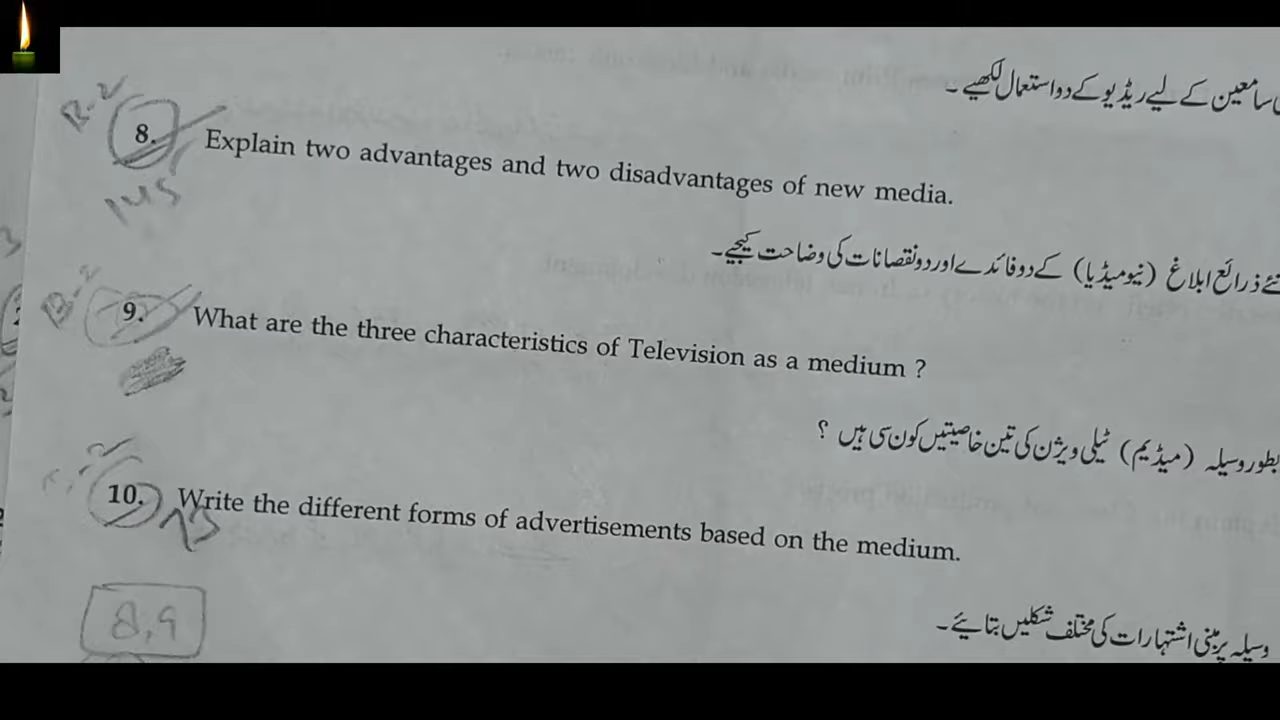 سامعین کے لیے ریڈیو کے دو استعمال لکھیے۔
B-2
8. Explain two advantages and two disadvantages of new media.
نئے ذرائع ابلاغ (نیو میڈیا) کے دو فائدے اور دو نقصانات کی وضاحت کیجیے۔
B-2
9. What are the three characteristics of Television as a medium ?
بطور وسیلہ (میڈیم) ٹیلی ویژن کی تین خاصیتیں کون سی ہیں ؟
10. Write the different forms of advertisements based on the medium.
8,9
وسیلہ پر مبنی اشتہارات کی مختلف شکلیں بتائیے۔